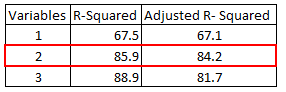 Variables R-Squared Adjusted R- Squared
1 67.5 67.1
2 85.9 84.2
3 88.9 81.7